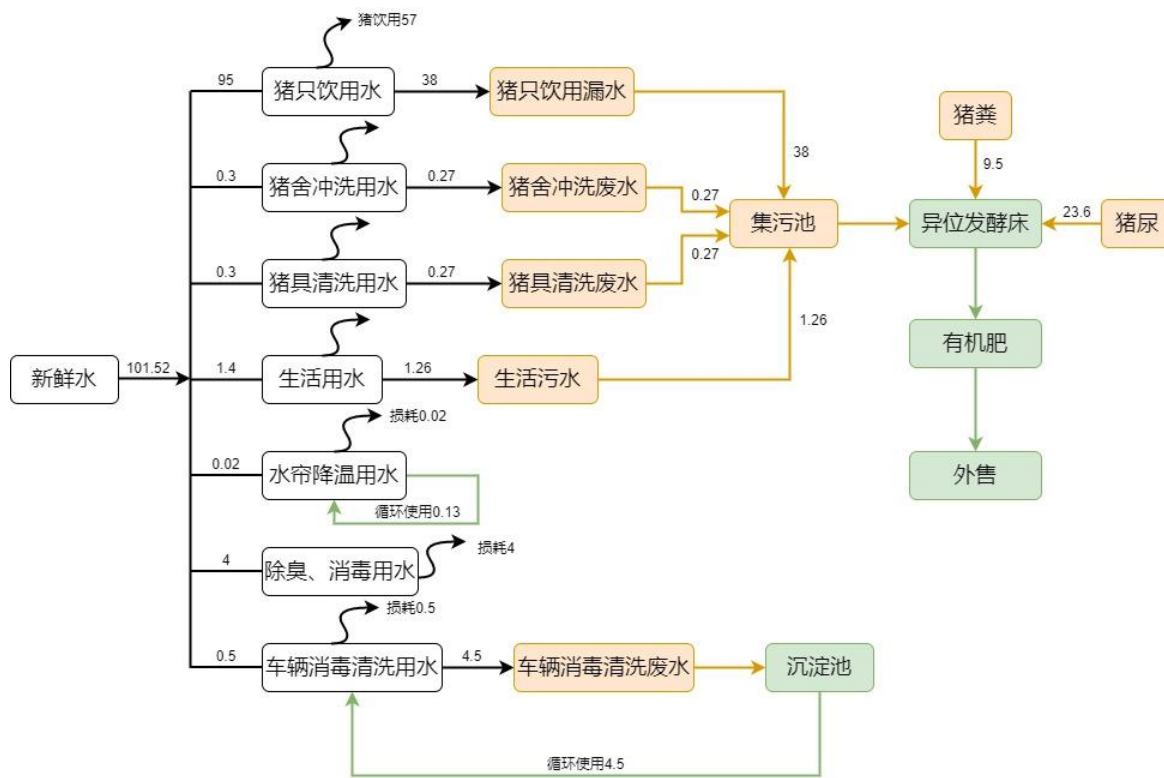 猪饮用57
95
猪只饮用水
38
猪只饮用漏水
38
猪粪
9.5
0.3
猪舍冲洗用水
0.27
猪舍冲洗废水
0.27
集污池
异位发酵床
23.6
猪尿
0.3
猪具清洗用水
0.27
猪具清洗废水
0.27
1.26
有机肥
新鲜水
101.52
1.4
生活用水
1.26
生活污水
损耗0.02
0.02
水帘降温用水
循环使用0.13
外售
4
除臭、消毒用水
损耗4
损耗0.5
0.5
车辆消毒清洗用水
4.5
车辆消毒清洗废水
沉淀池
循环使用4.5